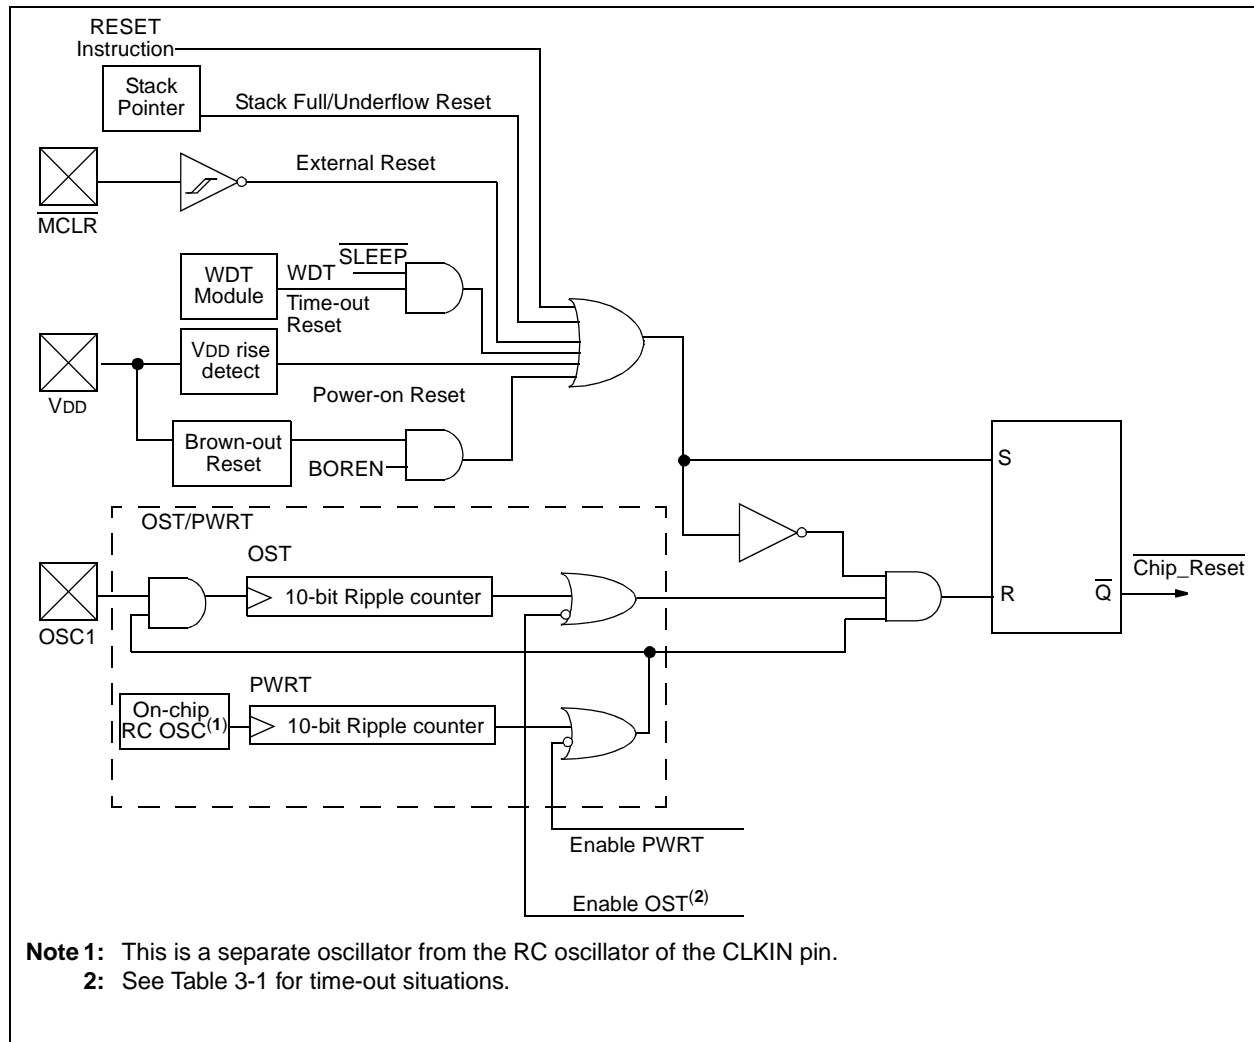 RESET
Instruction
Stack
Pointer
Stack Full/Underflow Reset
External Reset
MCLR
SLEEP
WDT
Module
WDT
Time-out
Reset
VDD rise
detect
VDD
Power-on Reset
Brown-out
Reset
BOREN
S
OST/PWRT
OST
Chip_Reset
10-bit Ripple counter
R
Q
OSC1
PWRT
On-chip
RC OSC(1)
10-bit Ripple counter
Enable PWRT
Enable OST(2)
Note 1: This is a separate oscillator from the RC oscillator of the CLKIN pin.
2: See Table 3-1 for time-out situations.